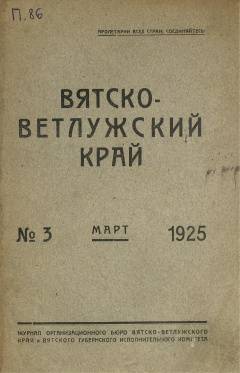 П.86
ПРОЛЕТАРИИ ВСЕХ СТРАН, СОЕДИНЯЙТЕСЬ!
ВЯТСКО-
ВЕТЛУЖСКИЙ
КРАЙ
№ 3 МАРТ 1925
ЖУРНАЛ ОРГАНИЗАЦИОННОГО БЮРО ВЯТСКО-ВЕТЛУЖСКОГО
КРАЯ и ВЯТСКОГО ГУБЕРНСКОГО ИСПОЛНИТЕЛЬНОГО КОМИТЕТА